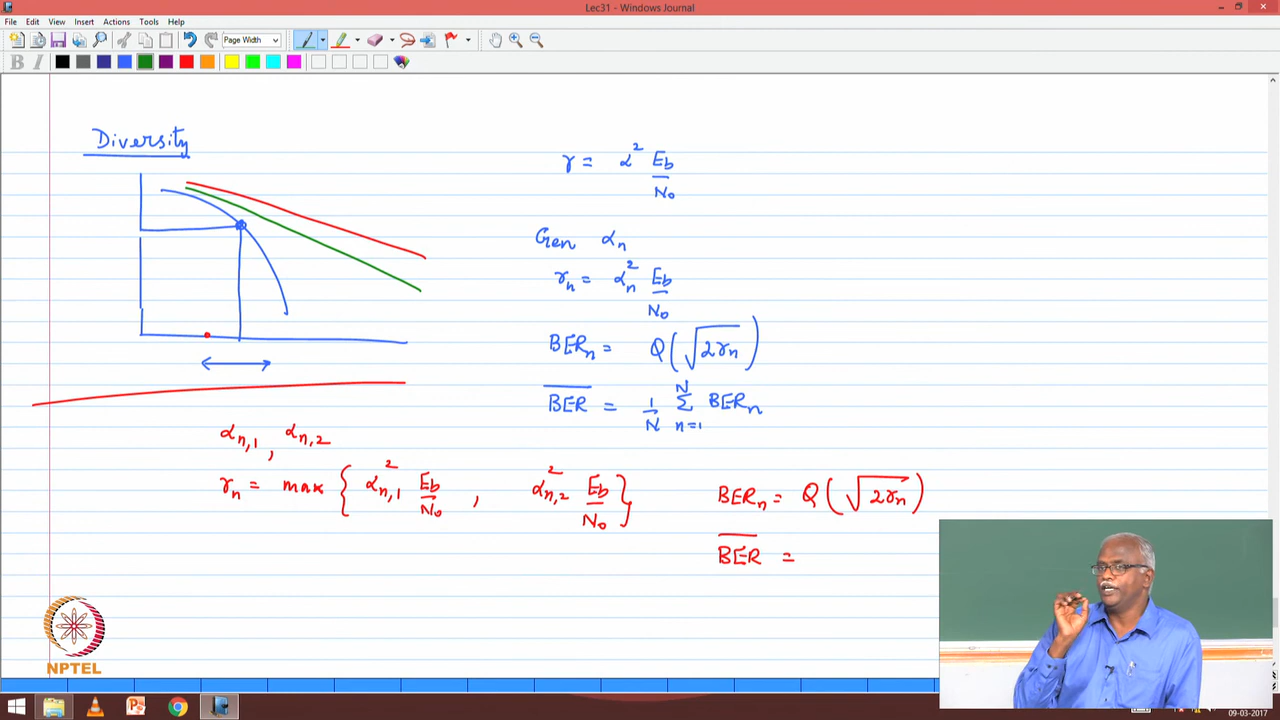 Lec31 - Windows Journal
File Edit View Insert Actions Tools Help
Page Width
B I
Diversity
γ = α² Eb/N₀
Gen αₙ
γₙ = αₙ² Eb/N₀
BERₙ = Q(√2γₙ)
B̅E̅R̅ = 1/N Σ_{n=1}^{N} BERₙ
αₙ,₁ , αₙ,₂
γₙ = max { αₙ,₁² Eb/N₀ , αₙ,₂² Eb/N₀ }
BERₙ = Q(√2γₙ)
B̅E̅R̅ =
NPTEL
09-03-2017